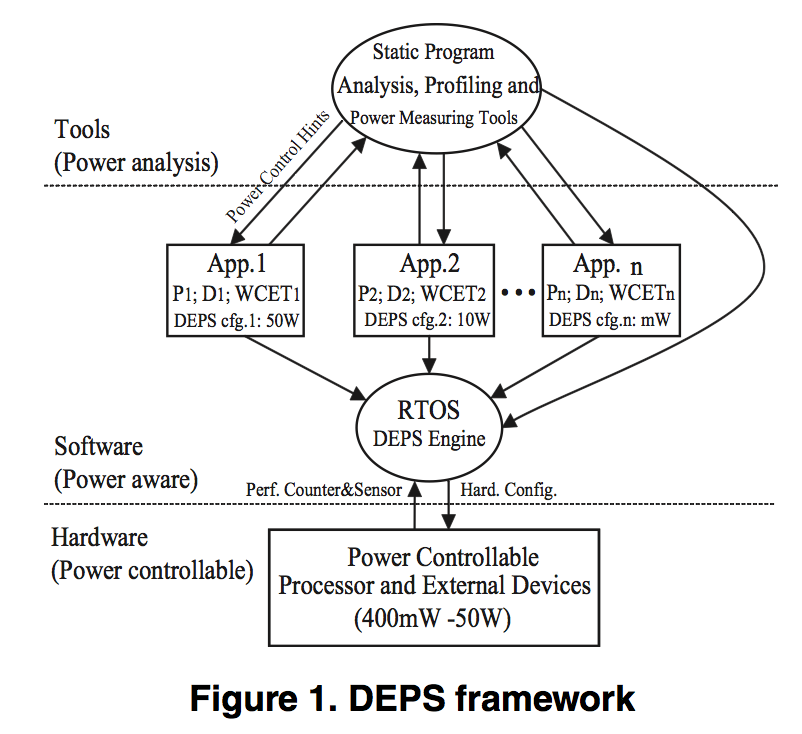 Static Program
Analysis, Profiling and
Power Measuring Tools
Tools
(Power analysis)
Power Control Hints
App.1
P1; D1; WCET1
DEPS cfg.1: 50W
App.2
P2; D2; WCET2
DEPS cfg.2: 10W
•••
App. n
Pn; Dn; WCETn
DEPS cfg.n: mW
RTOS
DEPS Engine
Software
(Power aware)
Perf. Counter&Sensor
Hard. Config.
Hardware
(Power controllable)
Power Controllable
Processor and External Devices
(400mW -50W)
Figure 1. DEPS framework